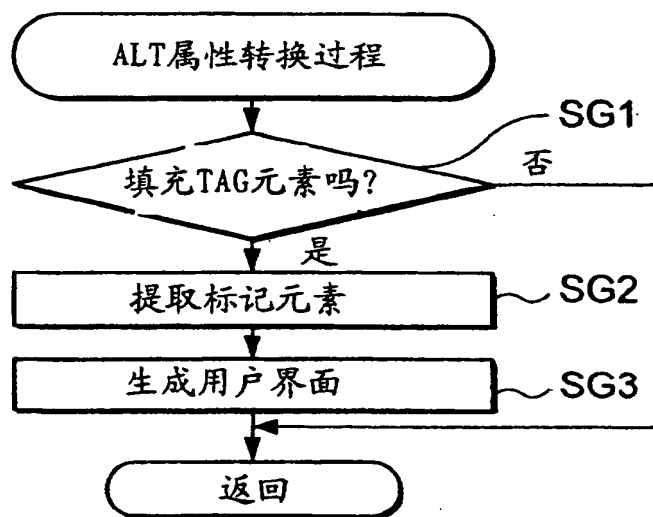 ALT属性转换过程
SG1
填充TAG元素吗?
否
是
提取标记元素
SG2
生成用户界面
SG3
返回